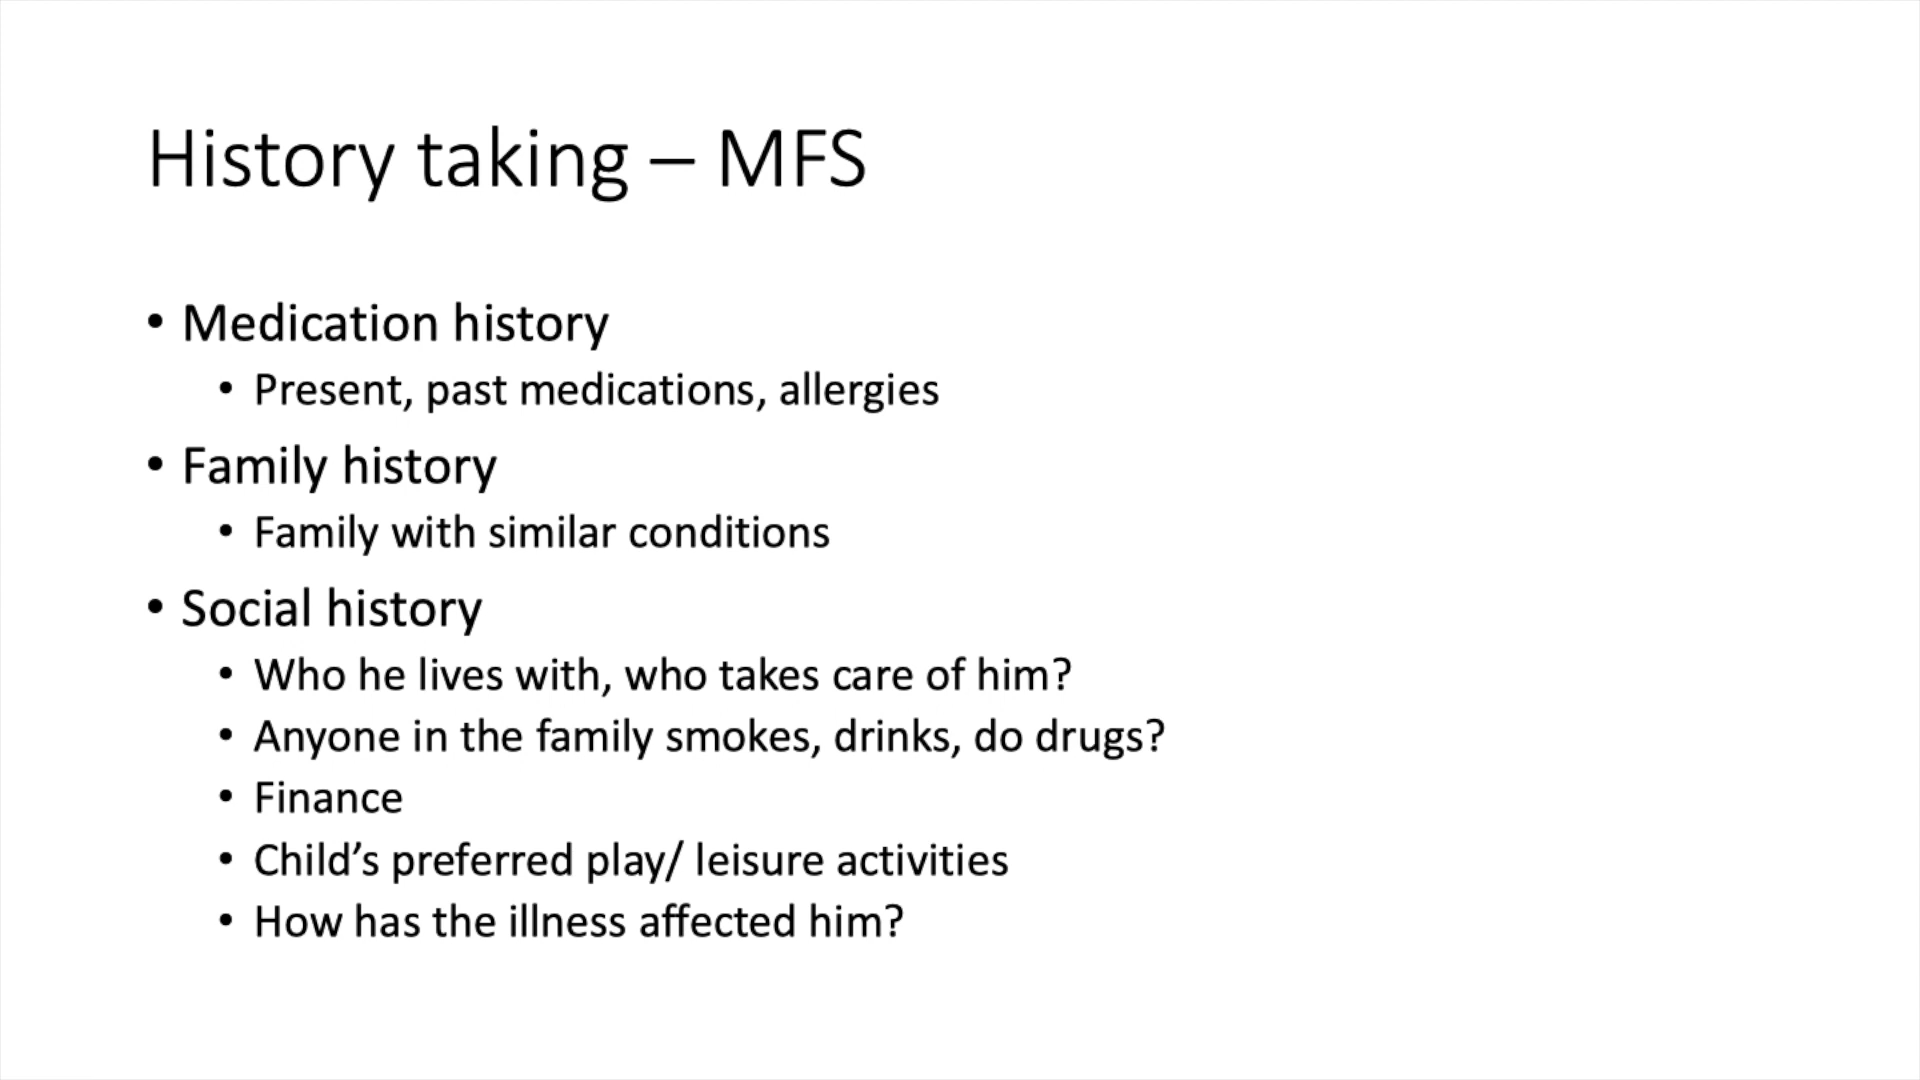 History taking – MFS
• Medication history
• Present, past medications, allergies
• Family history
• Family with similar conditions
• Social history
• Who he lives with, who takes care of him?
• Anyone in the family smokes, drinks, do drugs?
• Finance
• Child’s preferred play/ leisure activities
• How has the illness affected him?